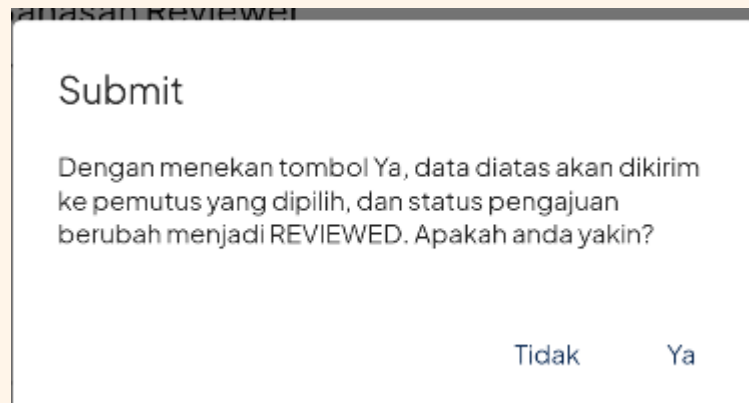 Reviewer
Submit
Dengan menekan tombol Ya, data diatas akan dikirim
ke pemutus yang dipilih, dan status pengajuan
berubah menjadi REVIEWED. Apakah anda yakin?
Tidak Ya